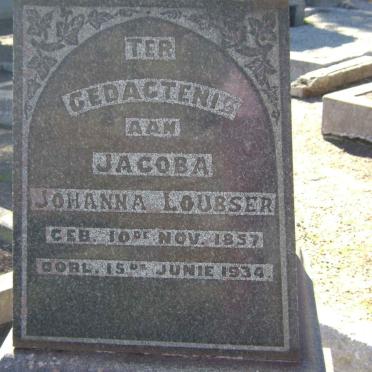 TER
GEDACTENIS
AAN
JACOBA
JOHANNA LOUBSER
GEB. 10DE NOV. 1857
OORL. 15DE JUNIE 1934.